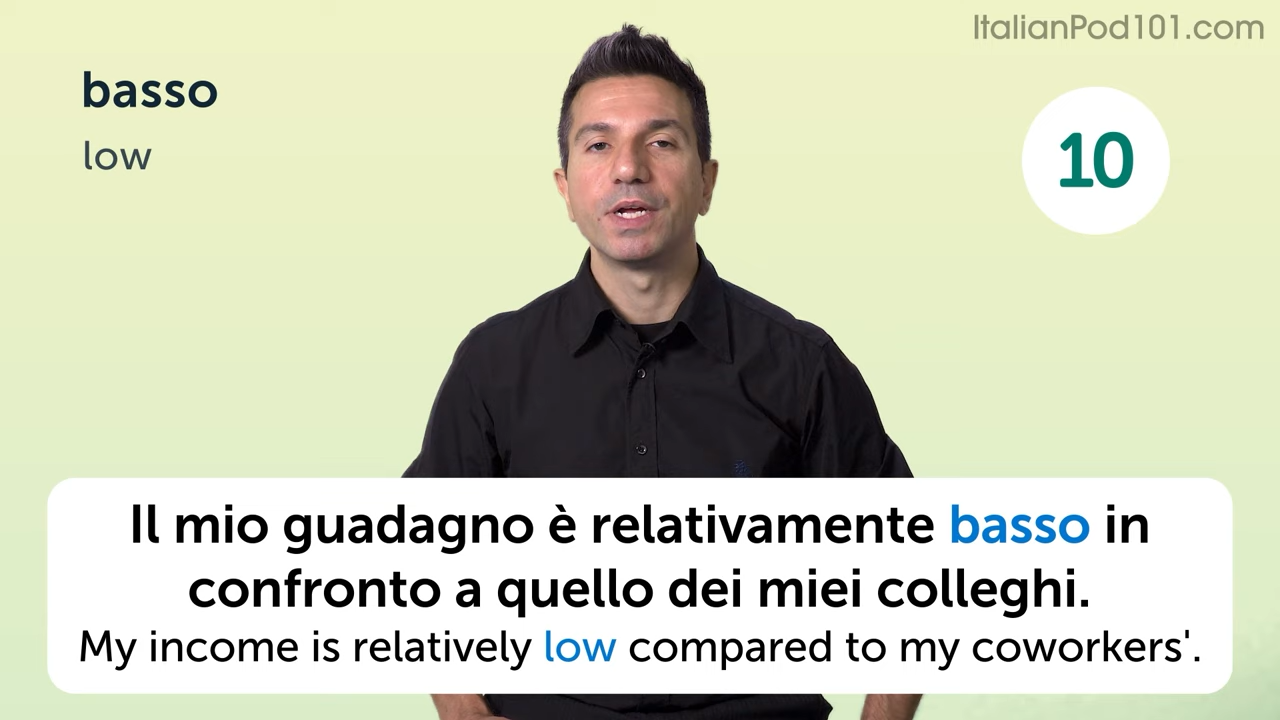 ItalianPod101.com
basso
low
10
Il mio guadagno è relativamente basso in
confronto a quello dei miei colleghi.
My income is relatively low compared to my coworkers'.